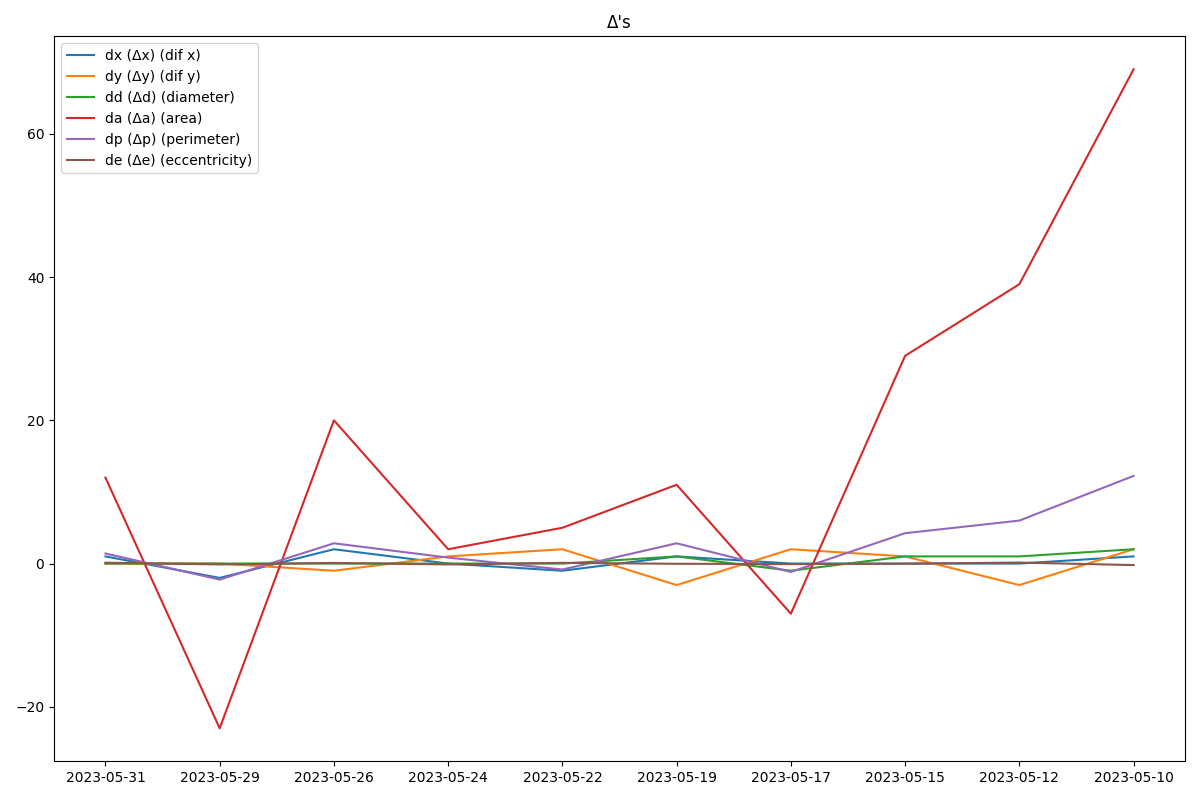 Δ's
dx (Δx) (dif x)
dy (Δy) (dif y)
dd (Δd) (diameter)
da (Δa) (area)
dp (Δp) (perimeter)
de (Δe) (eccentricity)
60
40
20
0
−20
2023-05-31 2023-05-29 2023-05-26 2023-05-24 2023-05-22 2023-05-19 2023-05-17 2023-05-15 2023-05-12 2023-05-10